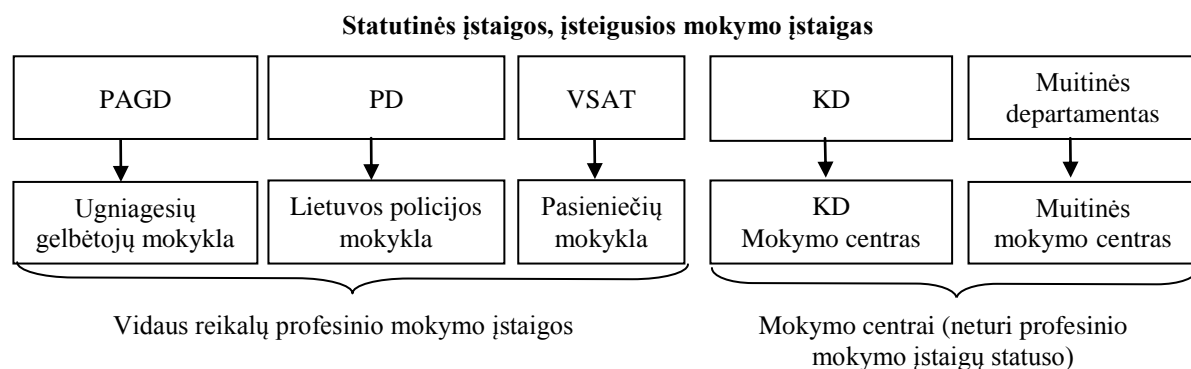 Statutinės įstaigos, įsteigusios mokymo įstaigas
PAGD
PD
VSAT
KD
Muitinės
departamentas
Ugniagesių
gelbėtojų mokykla
Lietuvos policijos
mokykla
Pasieniečių
mokykla
KD
Mokymo centras
Muitinės
mokymo centras
Vidaus reikalų profesinio mokymo įstaigos
Mokymo centrai (neturi profesinio
mokymo įstaigų statuso)